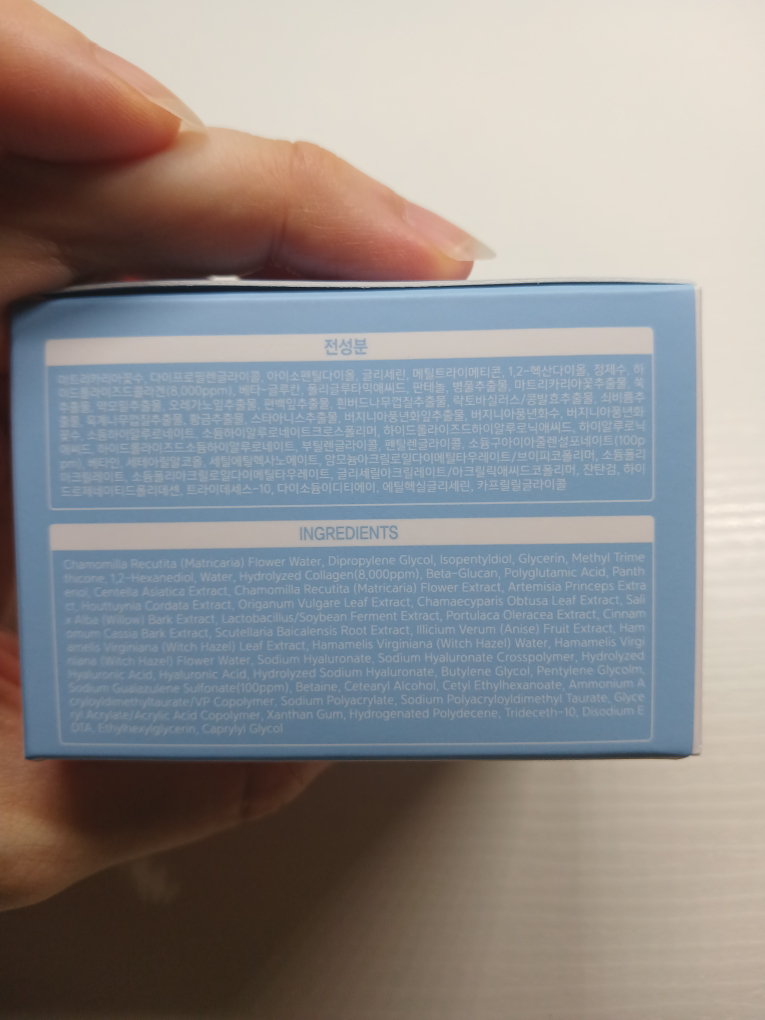 전성분
마트리카리아꽃수, 다이프로필렌글라이콜, 아이소펜틸다이올, 글리세린, 메틸트라이메티콘, 1,2-헥산다이올, 정제수, 하
이드롤라이즈드콜라겐(8,000ppm), 베타-글루칸, 폴리글루타믹애씨드, 판테놀, 병풀추출물, 마트리카리아꽃추출물, 쑥
추출물, 약모밀추출물, 오레가노잎추출물, 편백잎추출물, 흰버드나무껍질추출물, 락토바실러스/콩발효추출물, 쇠비름추
출물, 육계나무껍질추출물, 황금추출물, 스타아니스추출물, 버지니아풍년화잎추출물, 버지니아풍년화수, 버지니아풍년화
꽃수, 소듐하이알루로네이트, 소듐하이알루로네이트크로스폴리머, 하이드롤라이즈드하이알루로닉애씨드, 하이알루로닉
애씨드, 하이드롤라이즈드소듐하이알루로네이트, 부틸렌글라이콜, 펜틸렌글라이콜, 소듐구아이아줄렌설포네이트(100p
pm), 베타인, 세테아릴알코올, 세틸에틸헥사노에이트, 암모늄아크릴로일다이메틸타우레이트/브이피코폴리머, 소듐폴리
아크릴레이트, 소듐폴리아크릴로일다이메틸타우레이트, 글리세릴아크릴레이트/아크릴릭애씨드코폴리머, 잔탄검, 하이
드로제네이티드폴리데센, 트라이데세스-10, 다이소듐이디티에이, 에틸헥실글리세린, 카프릴릴글라이콜
INGREDIENTS
Chamomilla Recutita (Matricaria) Flower Water, Dipropylene Glycol, Isopentyldiol, Glycerin, Methyl Trime
thicone, 1,2-Hexanediol, Water, Hydrolyzed Collagen(8,000ppm), Beta-Glucan, Polyglutamic Acid, Panth
enol, Centella Asiatica Extract, Chamomilla Recutita (Matricaria) Flower Extract, Artemisia Princeps Extra
ct, Houttuynia Cordata Extract, Origanum Vulgare Leaf Extract, Chamaecyparis Obtusa Leaf Extract, Sali
x Alba (Willow) Bark Extract, Lactobacillus/Soybean Ferment Extract, Portulaca Oleracea Extract, Cinnam
omum Cassia Bark Extract, Scutellaria Baicalensis Root Extract, Illicium Verum (Anise) Fruit Extract, Ham
amelis Virginiana (Witch Hazel) Leaf Extract, Hamamelis Virginiana (Witch Hazel) Water, Hamamelis Virgi
niana (Witch Hazel) Flower Water, Sodium Hyaluronate, Sodium Hyaluronate Crosspolymer, Hydrolyzed
Hyaluronic Acid, Hyaluronic Acid, Hydrolyzed Sodium Hyaluronate, Butylene Glycol, Pentylene Glycolm,
Sodium Guaiazulene Sulfonate(100ppm), Betaine, Cetearyl Alcohol, Cetyl Ethylhexanoate, Ammonium A
cryloyldimethyltaurate/VP Copolymer, Sodium Polyacrylate, Sodium Polyacryloyldimethyl Taurate, Glyce
ryl Acrylate/Acrylic Acid Copolymer, Xanthan Gum, Hydrogenated Polydecene, Trideceth-10, Disodium E
DTA, Ethylhexylglycerin, Caprylyl Glycol